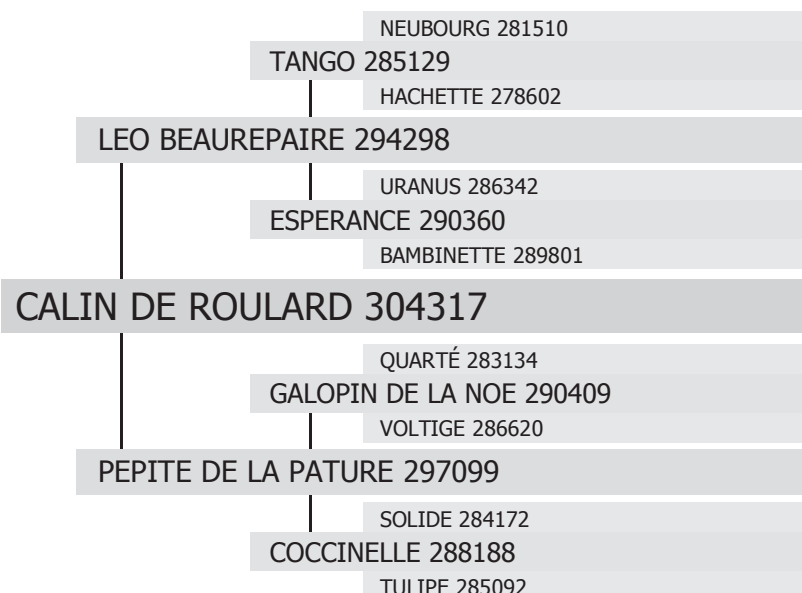 NEUBOURG 281510
TANGO 285129
HACHETTE 278602
LEO BEAUREPAIRE 294298
URANUS 286342
ESPERANCE 290360
BAMBINETTE 289801
CALIN DE ROULARD 304317
QUARTÉ 283134
GALOPIN DE LA NOE 290409
VOLTIGE 286620
PEPITE DE LA PATURE 297099
SOLIDE 284172
COCCINELLE 288188
TULIPE 285092